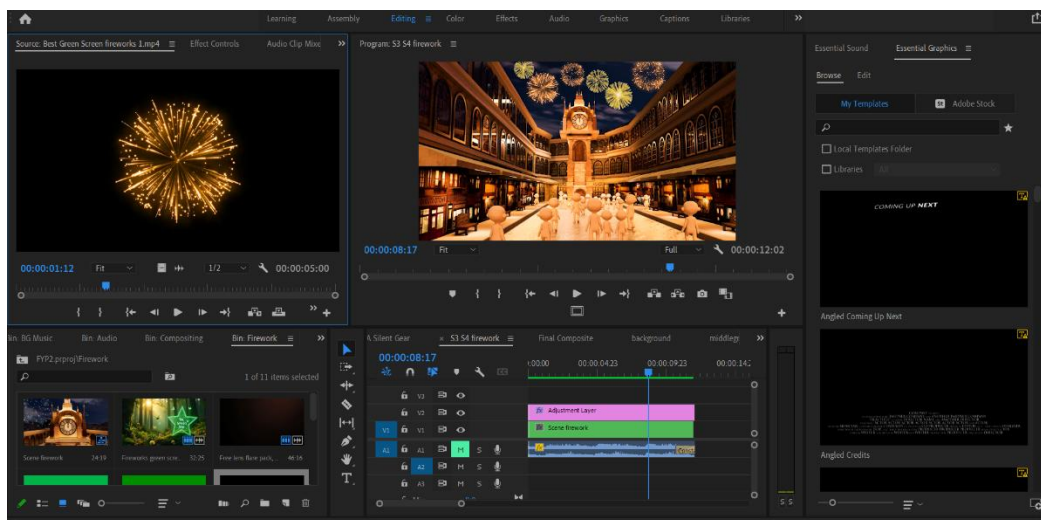 Learning Assembly Editing Color Effects Audio Graphics Captions Libraries
Source: Best Green Screen fireworks 1.mp4 Effect Controls Audio Clip Mixe
Program: S3 S4 firework
Essential Sound Essential Graphics
Browse Edit
My Templates St Adobe Stock
Local Templates Folder
Libraries All
COMING UP NEXT
Angled Coming Up Next
Angled Credits
00:00:01:12 Fit 1/2 00:00:05:00
00:00:08:17 Fit Full 00:00:12:02
Bin: BG Music Bin: Audio Bin: Compositing Bin: Firework
FYP2.prproj\Firework
1 of 11 items selected
Scene firework 24:19
Fireworks green scre... 32:25
Free lens flare pack,... 46:16
A Silent Gear × S3 S4 firework Final Composite background middlegr
00:00:08:17
:00:00 00:00:04:23 00:00:09:23 00:00:14:
V3
V2 Adjustment Layer
V1 V1 Scene firework
A1 A1 M S
A2 M S
A3 M S
S S